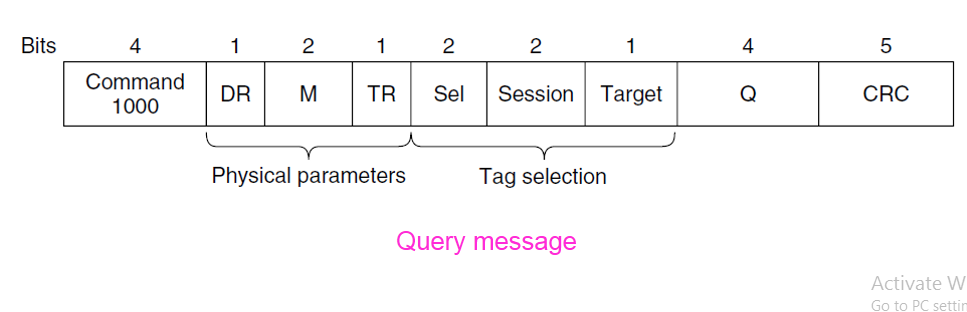 Bits 4 1 2 1 2 2 1 4 5
Command 1000 DR M TR Sel Session Target Q CRC
Physical parameters Tag selection
Query message
Activate W
Go to PC settin